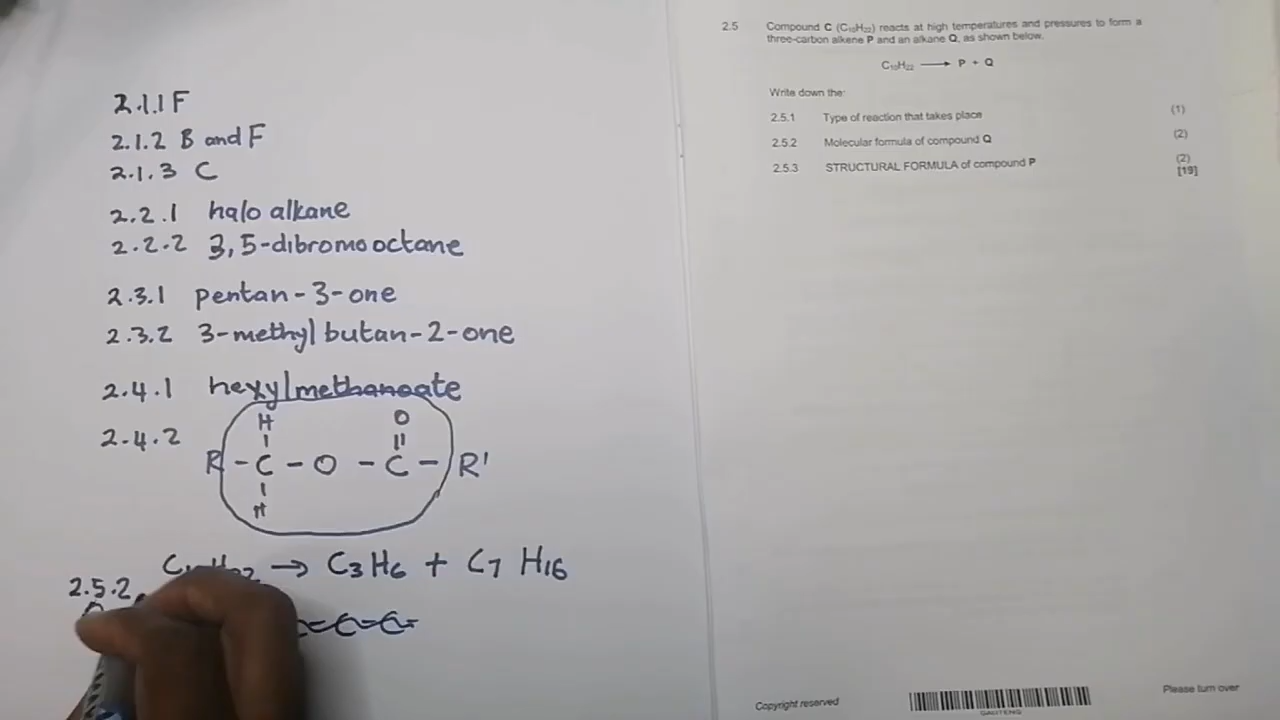 2.1.1 F
2.1.2 B and F
2.1.3 C
2.2.1 halo alkane
2.2.2 3,5-dibromooctane
2.3.1 pentan-3-one
2.3.2 3-methylbutan-2-one
2.4.1 hexylmethanoate
2.4.2
H O
| ||
R - C - O - C - R'
|
H
→ C3H6 + C7 H16
2.5.2
2.5 Compound C (C10H22) reacts at high temperatures and pressures to form a
three-carbon alkene P and an alkane Q, as shown below.
C10H22 ⟶ P + Q
Write down the:
2.5.1 Type of reaction that takes place (1)
2.5.2 Molecular formula of compound Q (2)
2.5.3 STRUCTURAL FORMULA of compound P (2)
[19]
Copyright reserved
GAUTENG
Please turn over